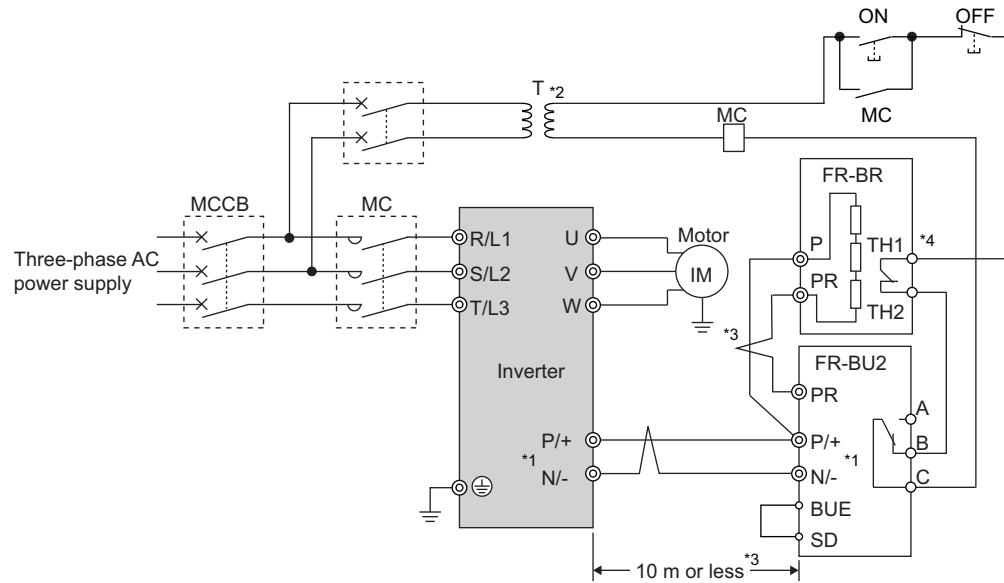 ON
OFF
T *2
MC
MC
FR-BR
MCCB
MC
P
TH1
*4
R/L1
U
Motor
Three-phase AC
power supply
S/L2
V
IM
PR
T/L3
W
TH2
*3
FR-BU2
Inverter
PR
A
P/+
P/+
B
*1
*1
N/-
N/-
C
BUE
SD
10 m or less *3